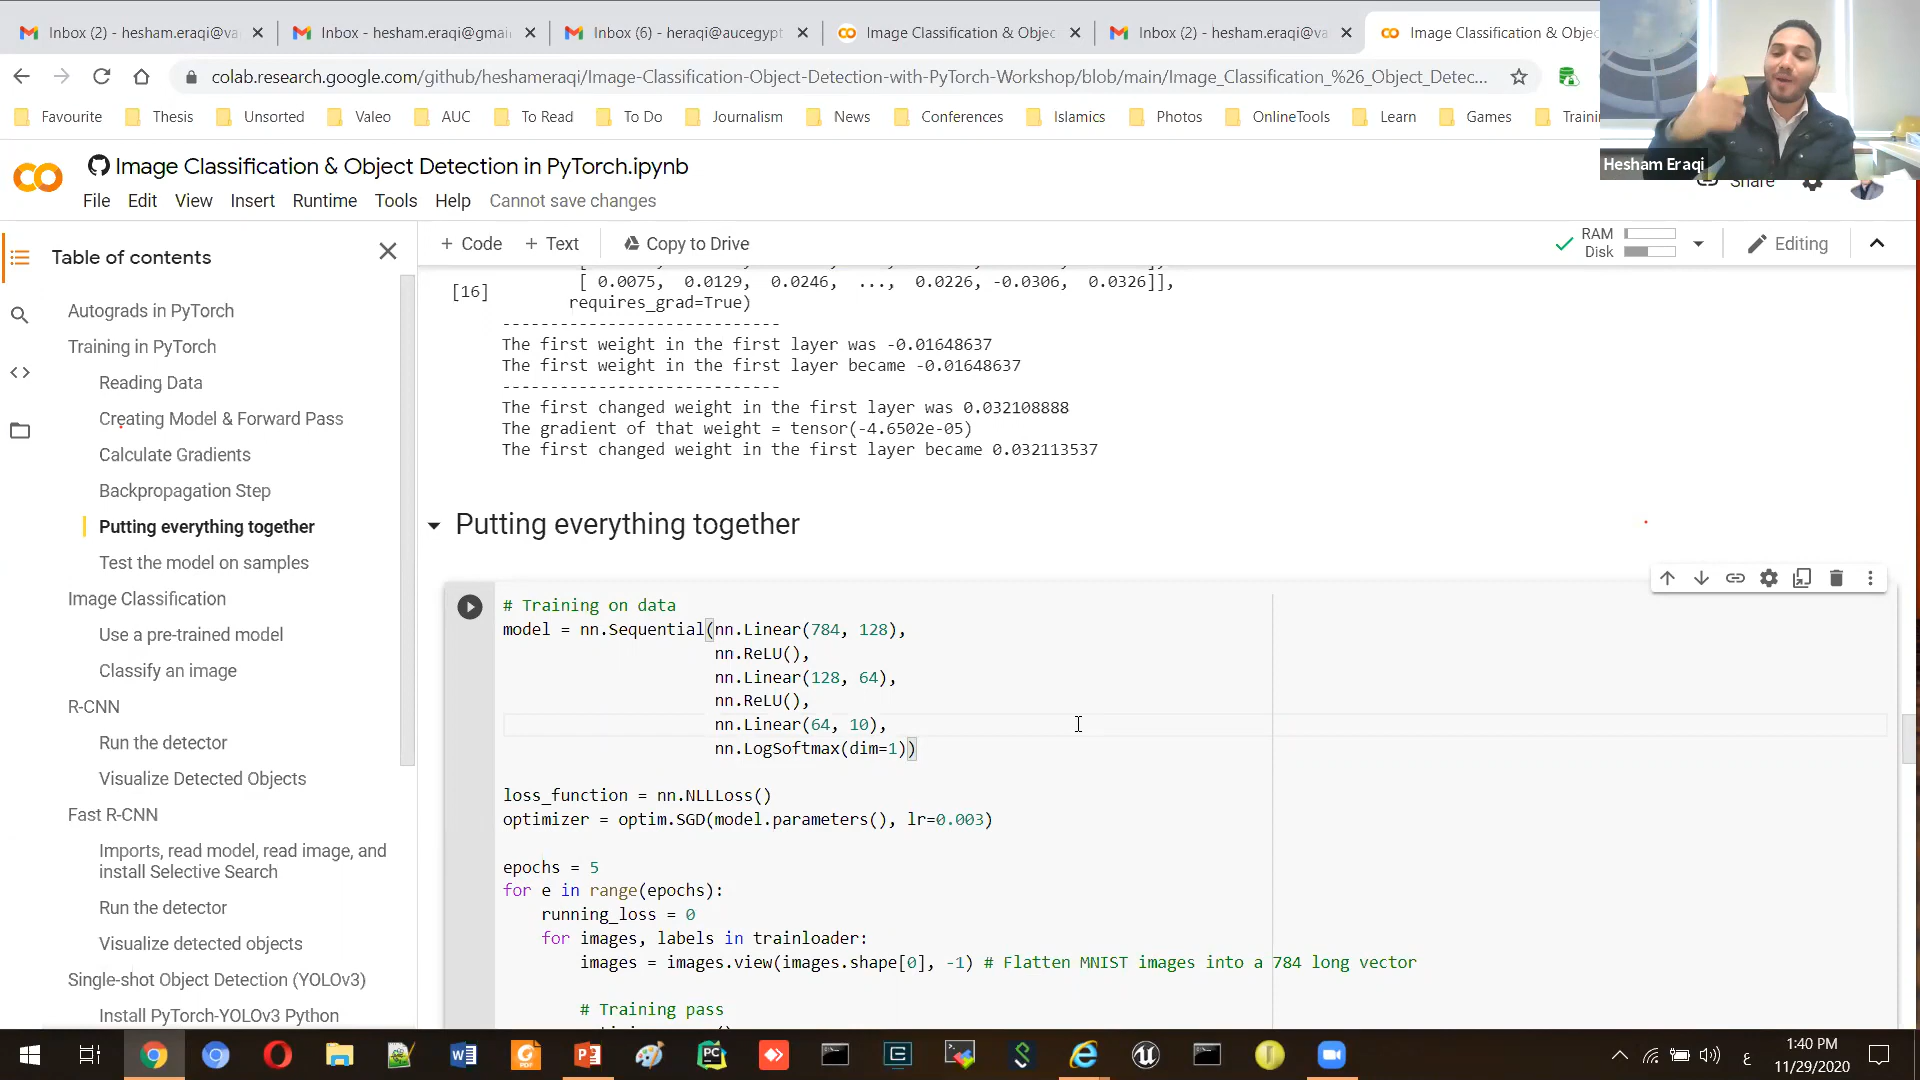 Inbox (2) - hesham.eraqi@va
Inbox - hesham.eraqi@gmai
Inbox (6) - heraqi@aucegypt
Image Classification & Objec
Inbox (2) - hesham.eraqi@va
Image Classification & Obje
colab.research.google.com/github/heshameraqi/Image-Classification-Object-Detection-with-PyTorch-Workshop/blob/main/Image_Classification_%26_Object_Detec...
Favourite
Thesis
Unsorted
Valeo
AUC
To Read
To Do
Journalism
News
Conferences
Islamics
Photos
OnlineTools
Learn
Games
Traini
Hesham Eraqi
Image Classification & Object Detection in PyTorch.ipynb
File Edit View Insert Runtime Tools Help Cannot save changes
Share
Table of contents
Autograds in PyTorch
Training in PyTorch
Reading Data
Creating Model & Forward Pass
Calculate Gradients
Backpropagation Step
Putting everything together
Test the model on samples
Image Classification
Use a pre-trained model
Classify an image
R-CNN
Run the detector
Visualize Detected Objects
Fast R-CNN
Imports, read model, read image, and
install Selective Search
Run the detector
Visualize detected objects
Single-shot Object Detection (YOLOv3)
Install PyTorch-YOLOv3 Python
+ Code + Text Copy to Drive
RAM
Disk
Editing
[16]
[ 0.0075, 0.0129, 0.0246, ..., 0.0226, -0.0306, 0.0326]],
requires_grad=True)
-----------------------------
The first weight in the first layer was -0.01648637
The first weight in the first layer became -0.01648637
-----------------------------
The first changed weight in the first layer was 0.032108888
The gradient of that weight = tensor(-4.6502e-05)
The first changed weight in the first layer became 0.032113537
Putting everything together
# Training on data
model = nn.Sequential(nn.Linear(784, 128),
nn.ReLU(),
nn.Linear(128, 64),
nn.ReLU(),
nn.Linear(64, 10),
nn.LogSoftmax(dim=1))
loss_function = nn.NLLLoss()
optimizer = optim.SGD(model.parameters(), lr=0.003)
epochs = 5
for e in range(epochs):
running_loss = 0
for images, labels in trainloader:
images = images.view(images.shape[0], -1) # Flatten MNIST images into a 784 long vector
# Training pass
ع
1:40 PM
11/29/2020